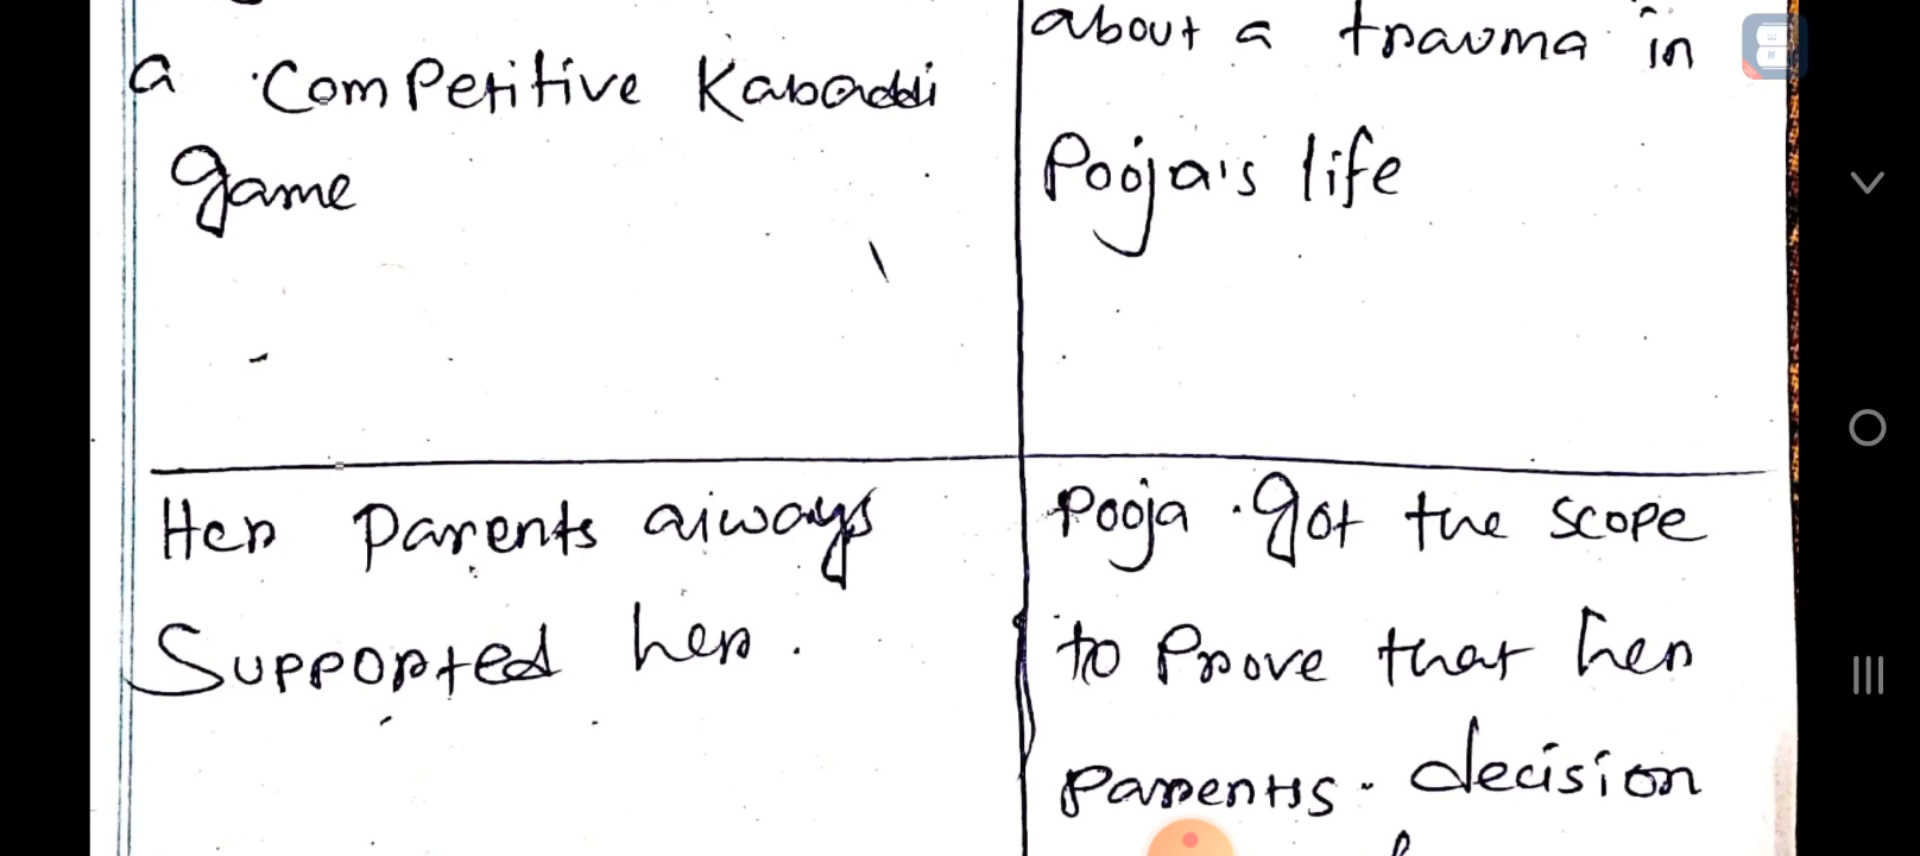 a Competitive Kabaddi
game
about a trauma in
Pooja's life
Her parents always
Supported her.
Pooja got the scope
to Prove that her
parents decision